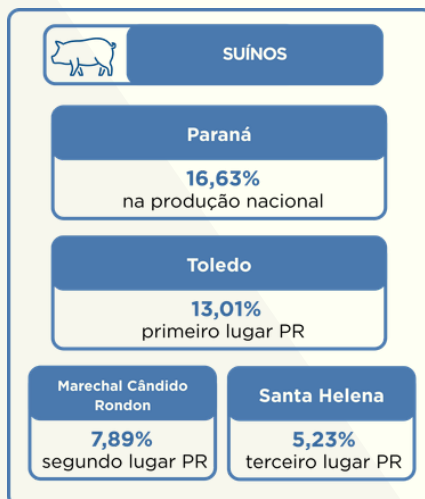 SUÍNOS
Paraná
16,63%
na produção nacional
Toledo
13,01%
primeiro lugar PR
Marechal Cândido
Rondon
7,89%
segundo lugar PR
Santa Helena
5,23%
terceiro lugar PR